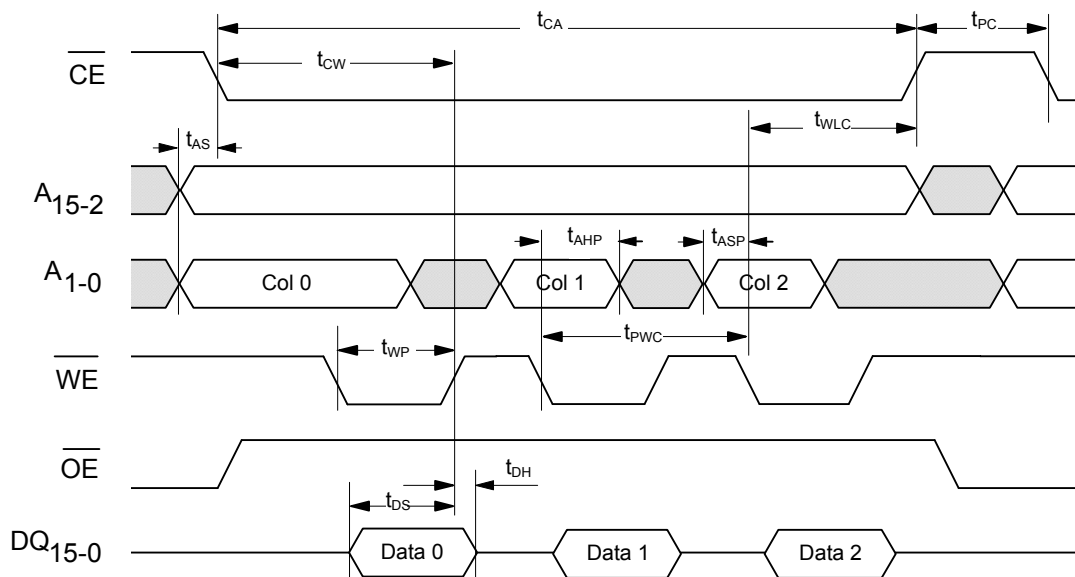 tCA
tPC
CE
tCW
tWLC
tAS
A15-2
tAHP
tASP
A1-0
Col 0
Col 1
Col 2
tPWC
tWP
WE
OE
tDH
tDS
DQ15-0
Data 0
Data 1
Data 2